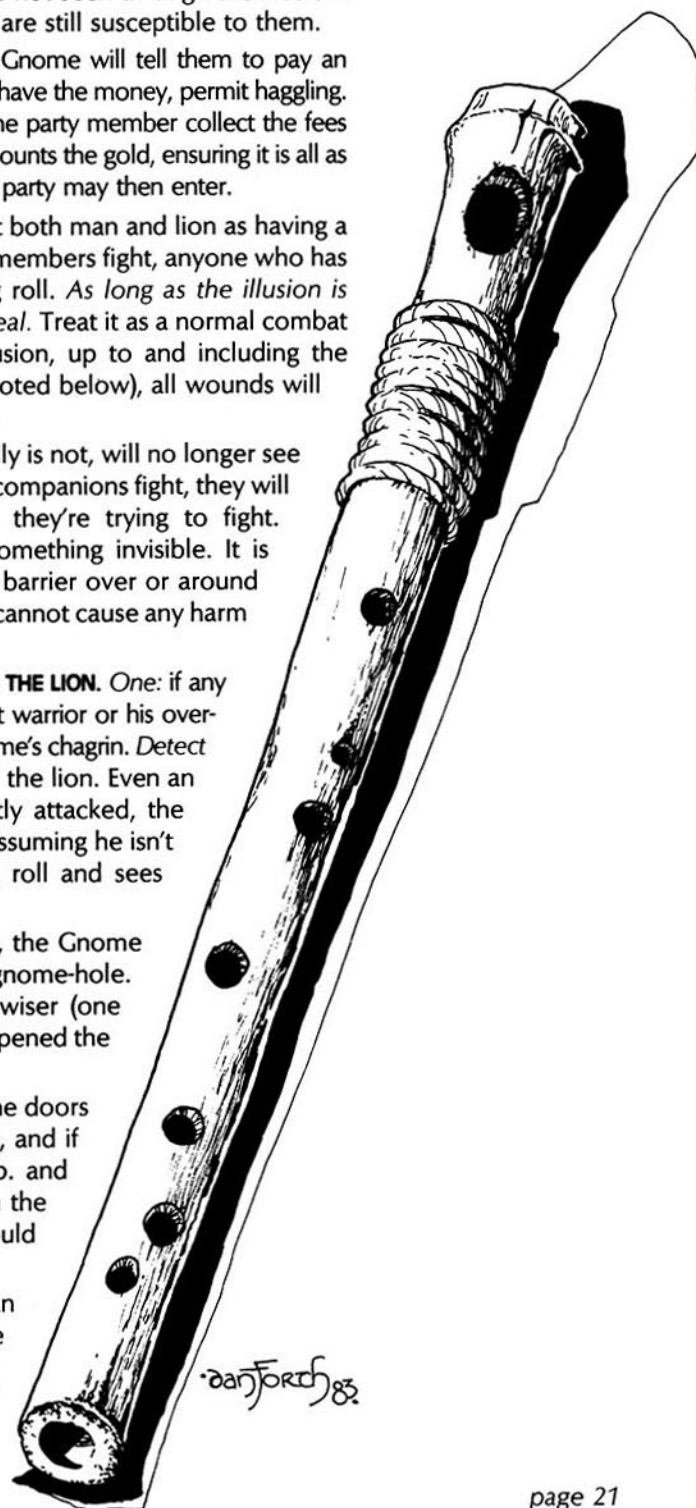 are still susceptible to them.
Gnome will tell them to pay an
have the money, permit haggling.
party member collect the fees
ounts the gold, ensuring it is all as
party may then enter.
t both man and lion as having a
members fight, anyone who has
roll. As long as the illusion is
eal. Treat it as a normal combat
usion, up to and including the
oted below), all wounds will
ly is not, will no longer see
companions fight, they will
they're trying to fight.
omething invisible. It is
barrier over or around
cannot cause any harm
THE LION. One: if any
t warrior or his over-
me's chagrin. Detect
the lion. Even an
tly attacked, the
ssuming he isn't
roll and sees
, the Gnome
gnome-hole.
wiser (one
pened the
ne doors
, and if
o. and
the
uld
n
e
danforth 83.
page 21